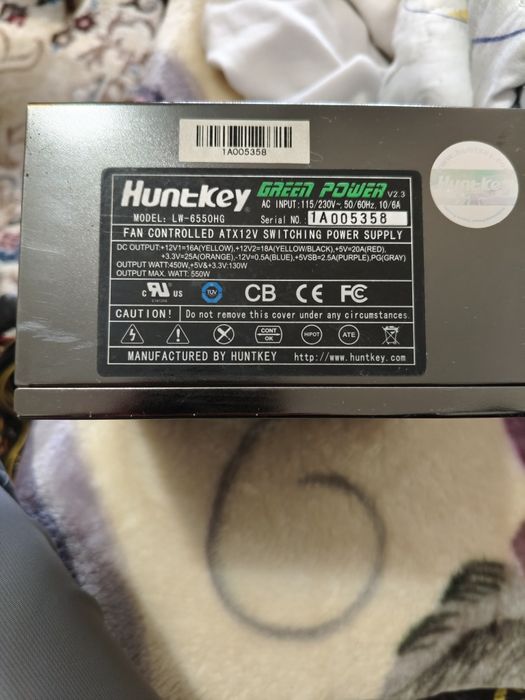 1A005358
Huntkey GREEN POWER V2.3
AC INPUT:115/230V~,50/60Hz,10/6A
MODEL: LW-6550HG Serial NO.: 1A005358
FAN CONTROLLED ATX12V SWITCHING POWER SUPPLY
DC OUTPUT:+12V1=16A(YELLOW),+12V2=18A(YELLOW/BLACK),+5V=20A(RED),
+3.3V=25A(ORANGE),-12V=0.5A(BLUE),+5VSB=2.5A(PURPLE),PG(GRAY)
OUTPUT WATT:450W,+5V&+3.3V:130W
OUTPUT MAX. WATT: 550W
c RU US TUV CB CE FC
CAUTION! Do not remove this cover under any circumstances.
CONT OK HIPOT ATE
MANUFACTURED BY HUNTKEY http://www.huntkey.com
Huntkey